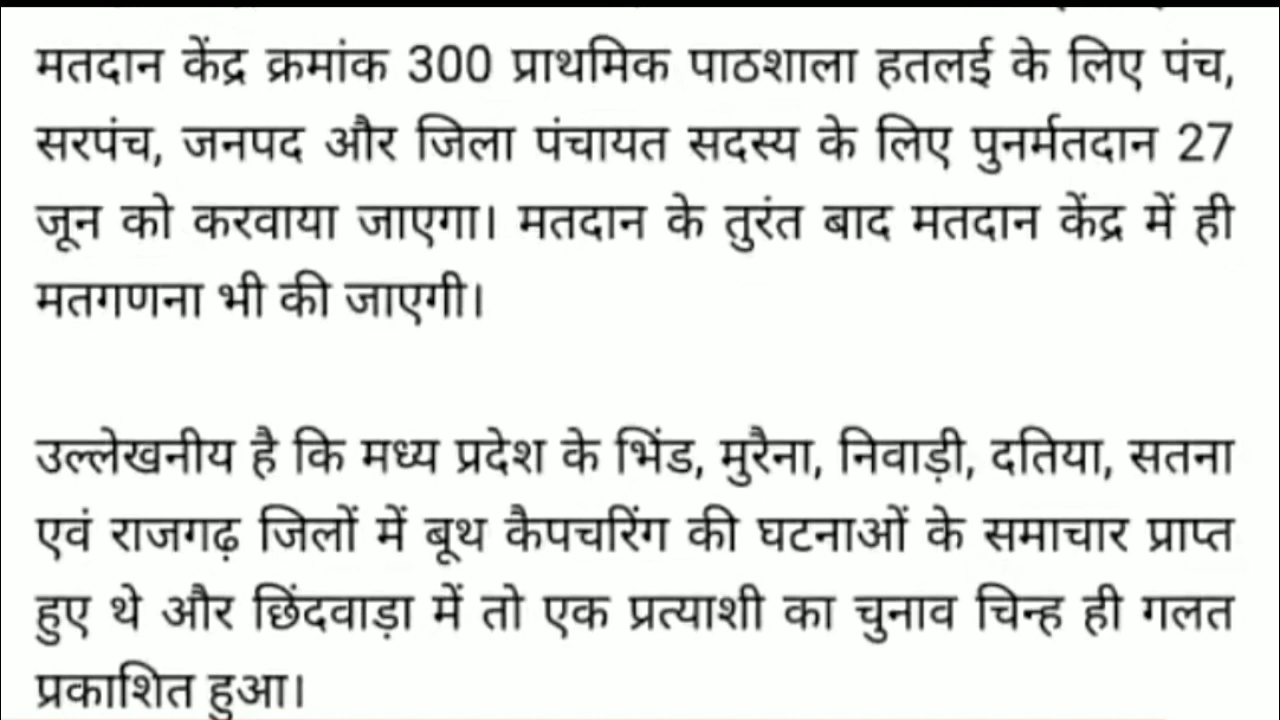 मतदान केंद्र क्रमांक 300 प्राथमिक पाठशाला हतलई के लिए पंच,
सरपंच, जनपद और जिला पंचायत सदस्य के लिए पुनर्मतदान 27
जून को करवाया जाएगा। मतदान के तुरंत बाद मतदान केंद्र में ही
मतगणना भी की जाएगी।
उल्लेखनीय है कि मध्य प्रदेश के भिंड, मुरैना, निवाड़ी, दतिया, सतना
एवं राजगढ़ जिलों में बूथ कैपचरिंग की घटनाओं के समाचार प्राप्त
हुए थे और छिंदवाड़ा में तो एक प्रत्याशी का चुनाव चिन्ह ही गलत
प्रकाशित हुआ।